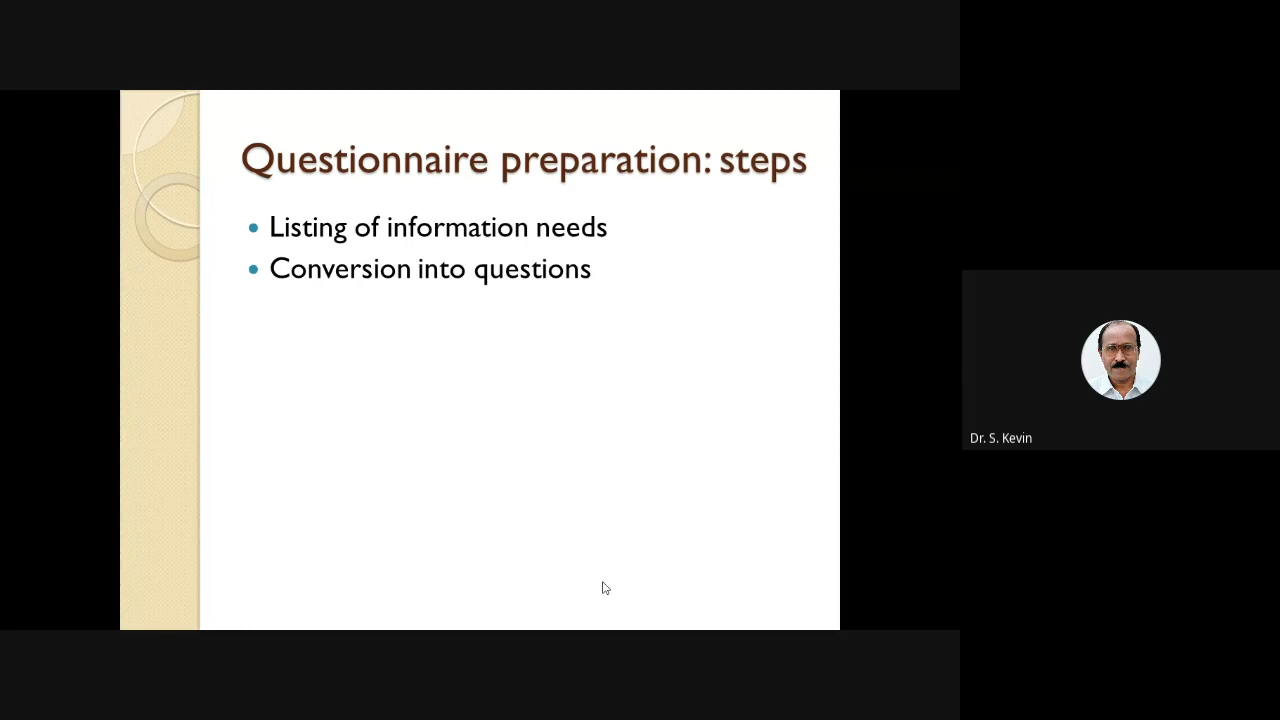 Questionnaire preparation: steps
Listing of information needs
Conversion into questions
Dr. S. Kevin